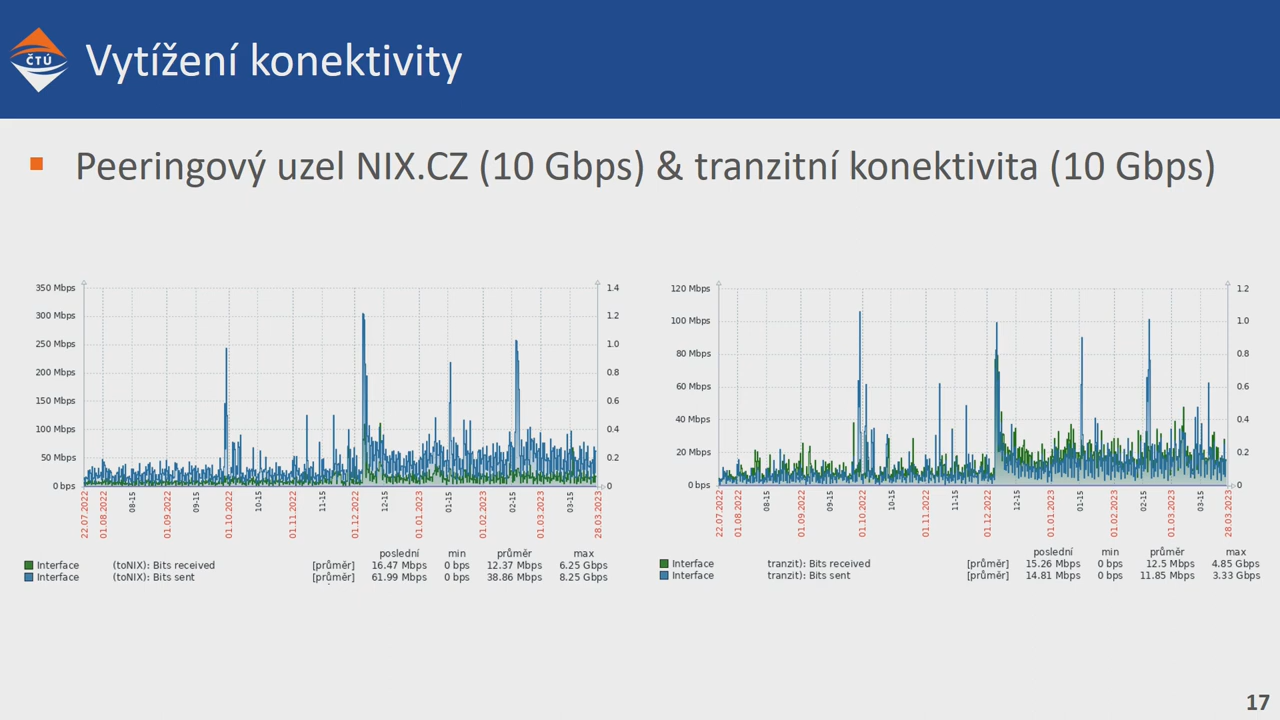 ČTÚ
Vytížení konektivity
Peeringový uzel NIX.CZ (10 Gbps) & tranzitní konektivita (10 Gbps)
350 Mbps
300 Mbps
250 Mbps
200 Mbps
150 Mbps
100 Mbps
50 Mbps
0 bps
1.4
1.2
1.0
0.8
0.6
0.4
0.2
0
22.07.2022
01.08.2022
08-15
01.09.2022
09-15
01.10.2022
10-15
01.11.2022
11-15
01.12.2022
12-15
01.01.2023
01-15
01.02.2023
02-15
01.03.2023
03-15
28.03.2023
poslední min průměr max
Interface (toNIX): Bits received [průměr] 16.47 Mbps 0 bps 12.37 Mbps 6.25 Gbps
Interface (toNIX): Bits sent [průměr] 61.99 Mbps 0 bps 38.86 Mbps 8.25 Gbps
120 Mbps
100 Mbps
80 Mbps
60 Mbps
40 Mbps
20 Mbps
0 bps
1.2
1.0
0.8
0.6
0.4
0.2
0
22.07.2022
01.08.2022
08-15
01.09.2022
09-15
01.10.2022
10-15
01.11.2022
11-15
01.12.2022
12-15
01.01.2023
01-15
01.02.2023
02-15
01.03.2023
03-15
28.03.2023
poslední min průměr max
Interface tranzit): Bits received [průměr] 15.26 Mbps 0 bps 12.5 Mbps 4.85 Gbps
Interface tranzit): Bits sent [průměr] 14.81 Mbps 0 bps 11.85 Mbps 3.33 Gbps
17